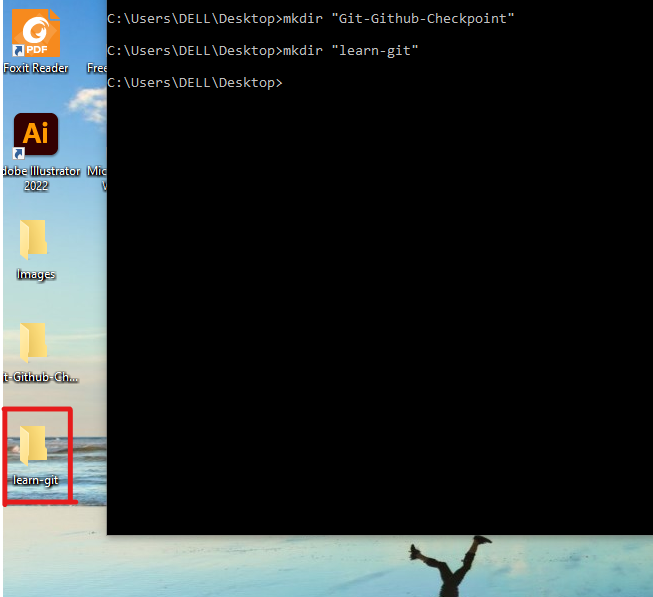 C:\Users\DELL\Desktop>mkdir "Git-Github-Checkpoint"
C:\Users\DELL\Desktop>mkdir "learn-git"
C:\Users\DELL\Desktop>
PDF
Foxit Reader
Free
Ai
dobe Illustrator
2022
Mic
Images
it-Github-Ch...
learn-git